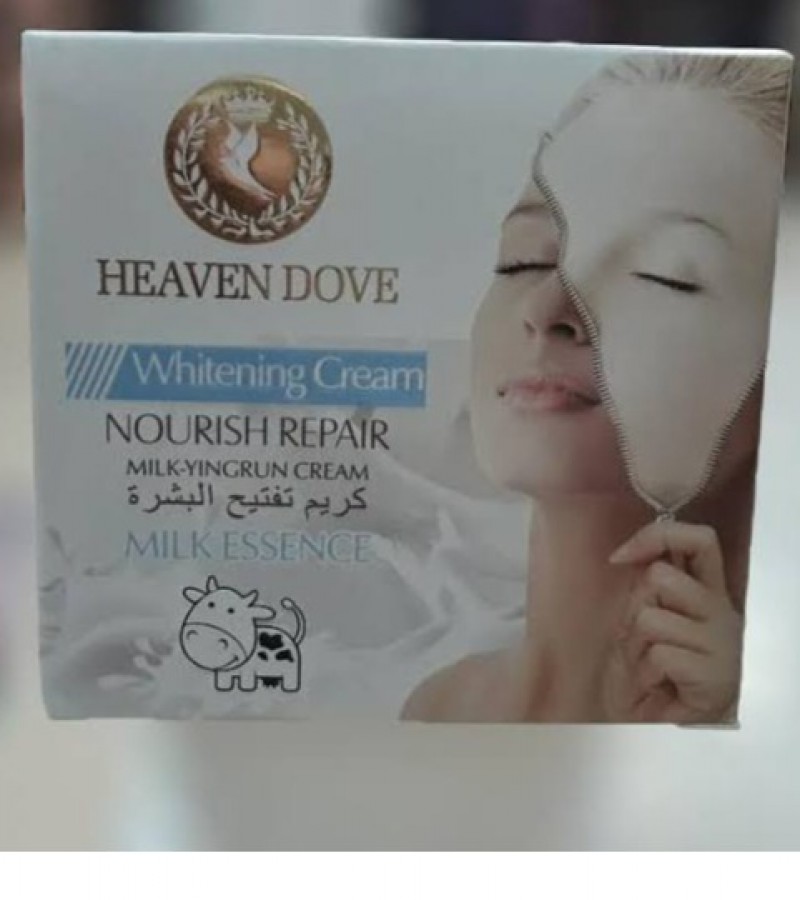 HEAVEN DOVE
Whitening Cream
NOURISH REPAIR
MILK-YINGRUN CREAM
كريم تفتيح البشرة
MILK ESSENCE